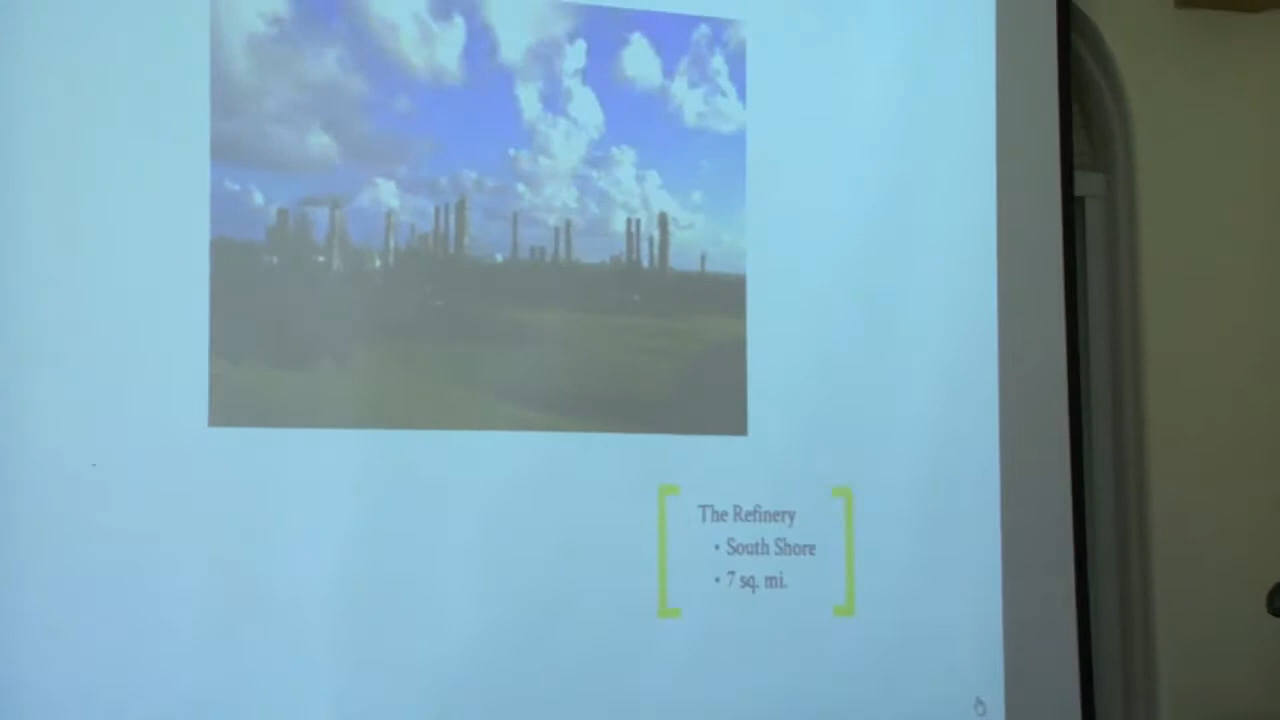 The Refinery
• South Shore
• 7 sq. mi.